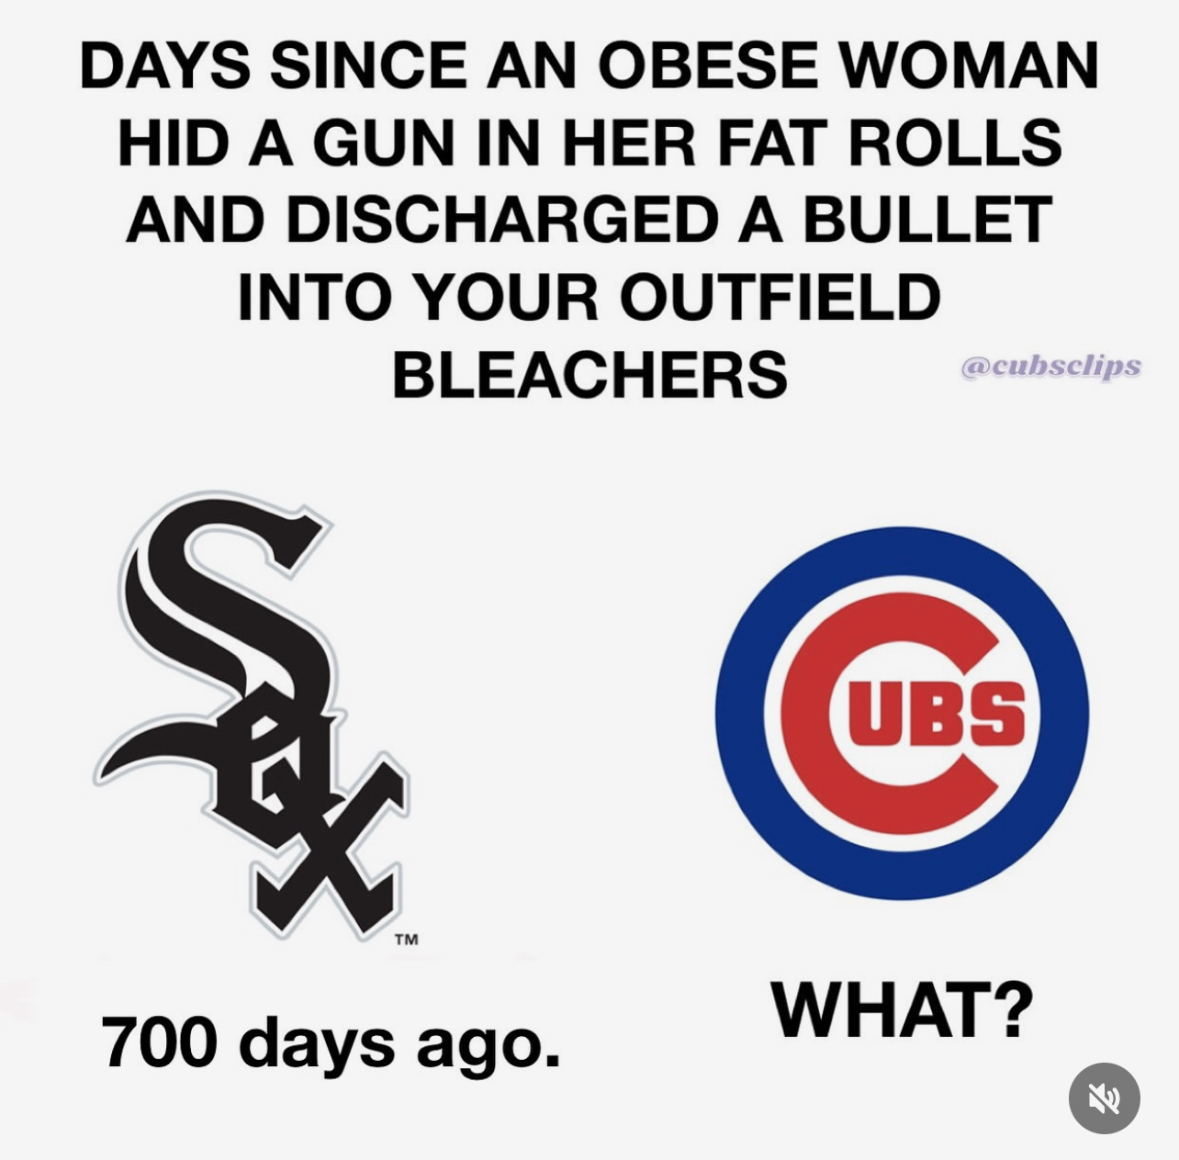 DAYS SINCE AN OBESE WOMAN
HID A GUN IN HER FAT ROLLS
AND DISCHARGED A BULLET
INTO YOUR OUTFIELD
BLEACHERS
@cubsclips
Sox
TM
CUBS
700 days ago.
WHAT?